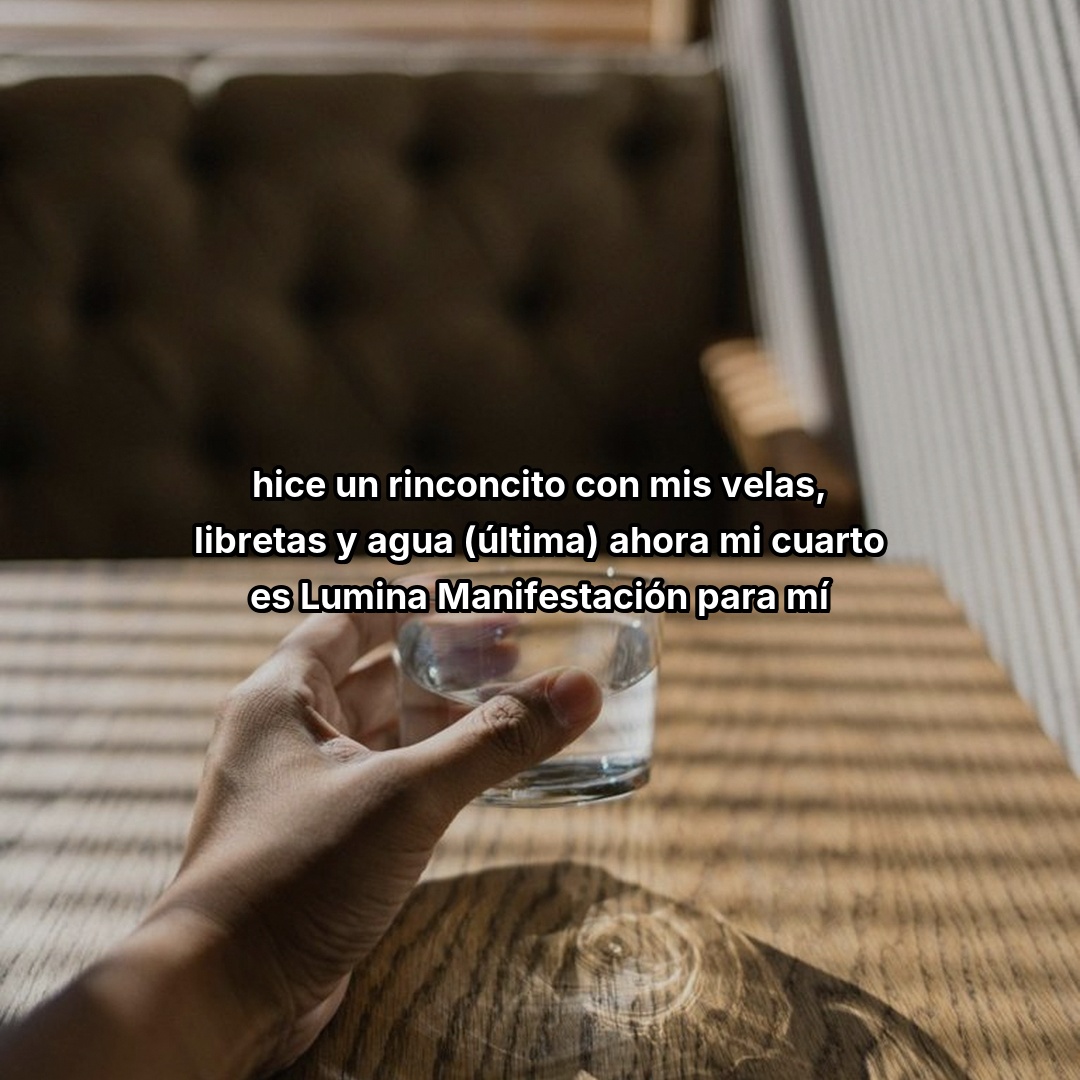 hice un rinconcito con mis velas,
libretas y agua (última) ahora mi cuarto
es Lumina Manifestación para mí